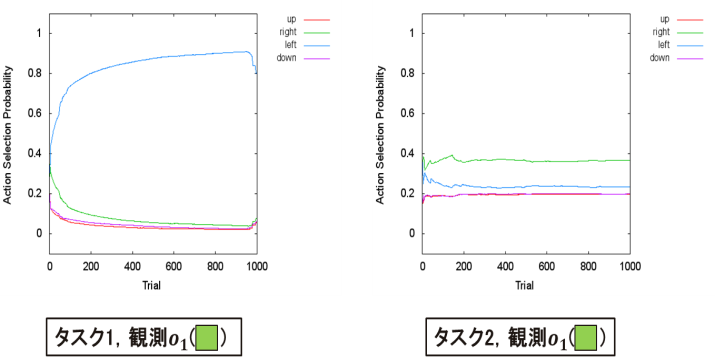 up
right
left
down
Action Selection Probability
1
0.8
0.6
0.4
0.2
0
0 200 400 600 800 1000
Trial
タスク1, 観測o₁( )
up
right
left
down
Action Selection Probability
1
0.8
0.6
0.4
0.2
0
0 200 400 600 800 1000
Trial
タスク2, 観測o₁( )